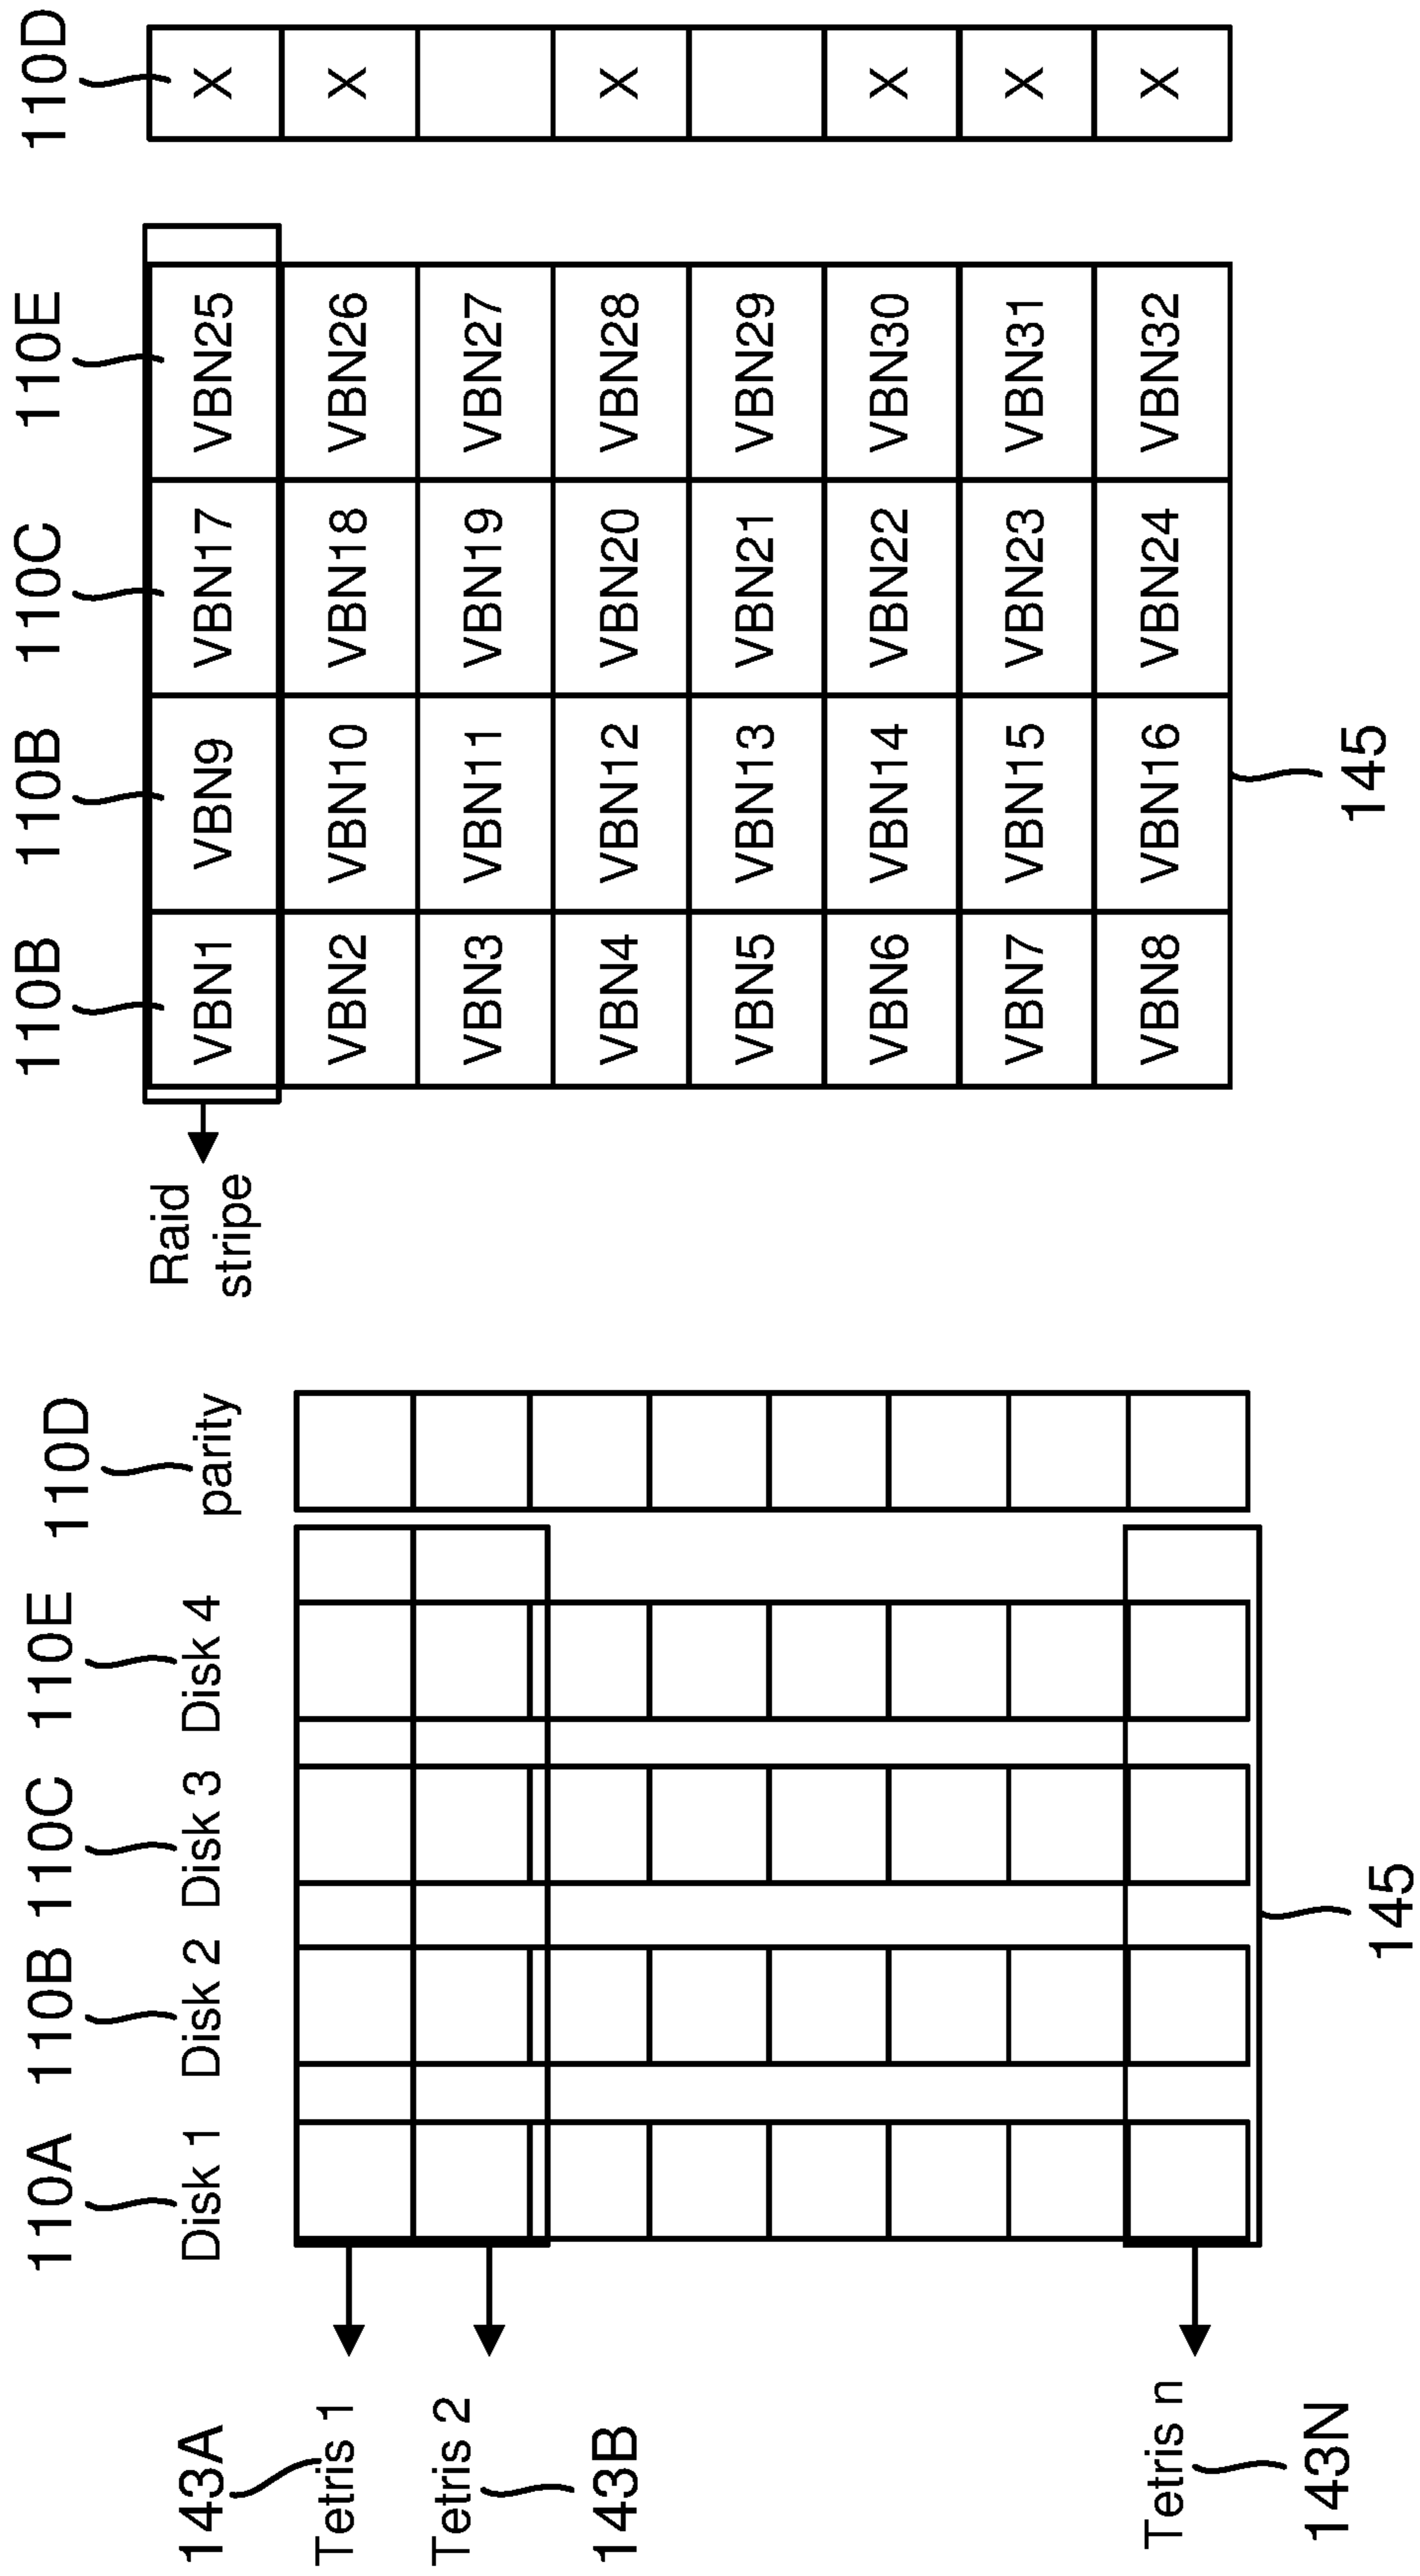 110A 110B 110C 110E 110D
Disk 1 Disk 2 Disk 3 Disk 4 parity
143A
Tetris 1
Tetris 2
143B
Tetris n
143N
145
110B 110B 110C 110E 110D
Raid
stripe
VBN1 VBN9 VBN17 VBN25 X
VBN2 VBN10 VBN18 VBN26 X
VBN3 VBN11 VBN19 VBN27
VBN4 VBN12 VBN20 VBN28 X
VBN5 VBN13 VBN21 VBN29
VBN6 VBN14 VBN22 VBN30 X
VBN7 VBN15 VBN23 VBN31 X
VBN8 VBN16 VBN24 VBN32 X
145